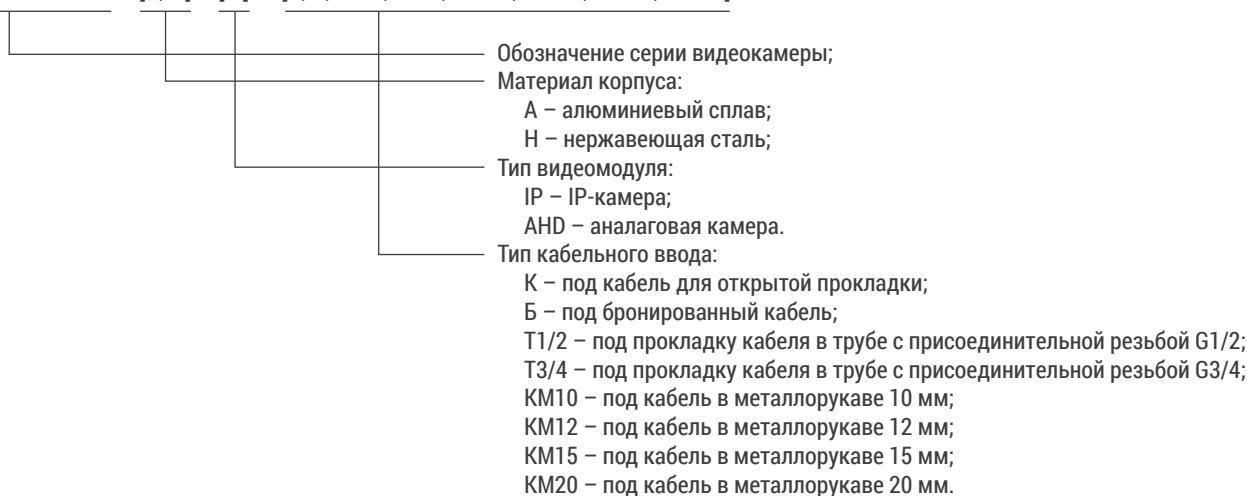 Обозначение серии видеокамеры;
Материал корпуса:
А – алюминиевый сплав;
Н – нержавеющая сталь;
Тип видеомодуля:
IP – IP-камера;
AHD – аналаговая камера.
Тип кабельного ввода:
К – под кабель для открытой прокладки;
Б – под бронированный кабель;
Т1/2 – под прокладку кабеля в трубе с присоединительной резьбой G1/2;
Т3/4 – под прокладку кабеля в трубе с присоединительной резьбой G3/4;
КМ10 – под кабель в металлорукаве 10 мм;
КМ12 – под кабель в металлорукаве 12 мм;
КМ15 – под кабель в металлорукаве 15 мм;
КМ20 – под кабель в металлорукаве 20 мм.